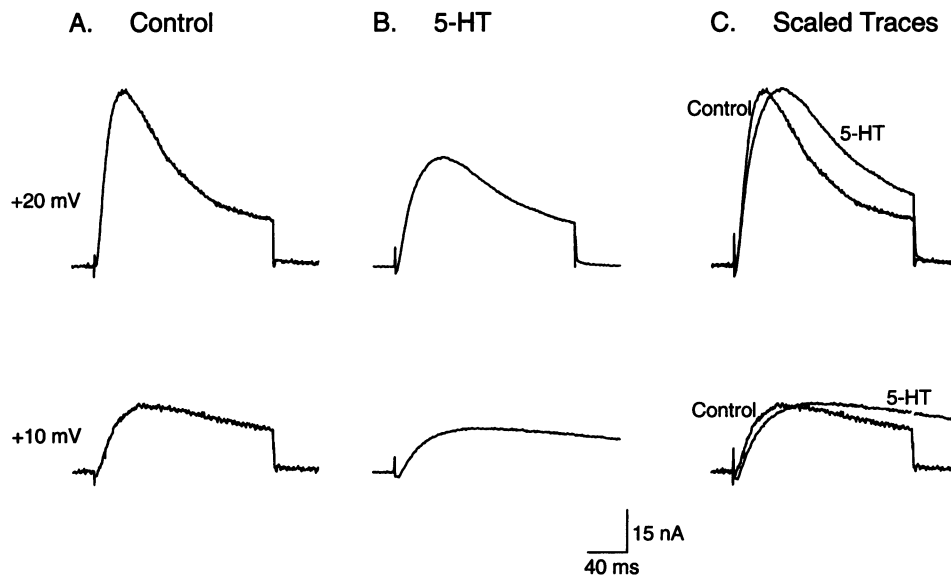 A. Control
B. 5-HT
C. Scaled Traces
+20 mV
Control
5-HT
+10 mV
Control
5-HT
15 nA
40 ms